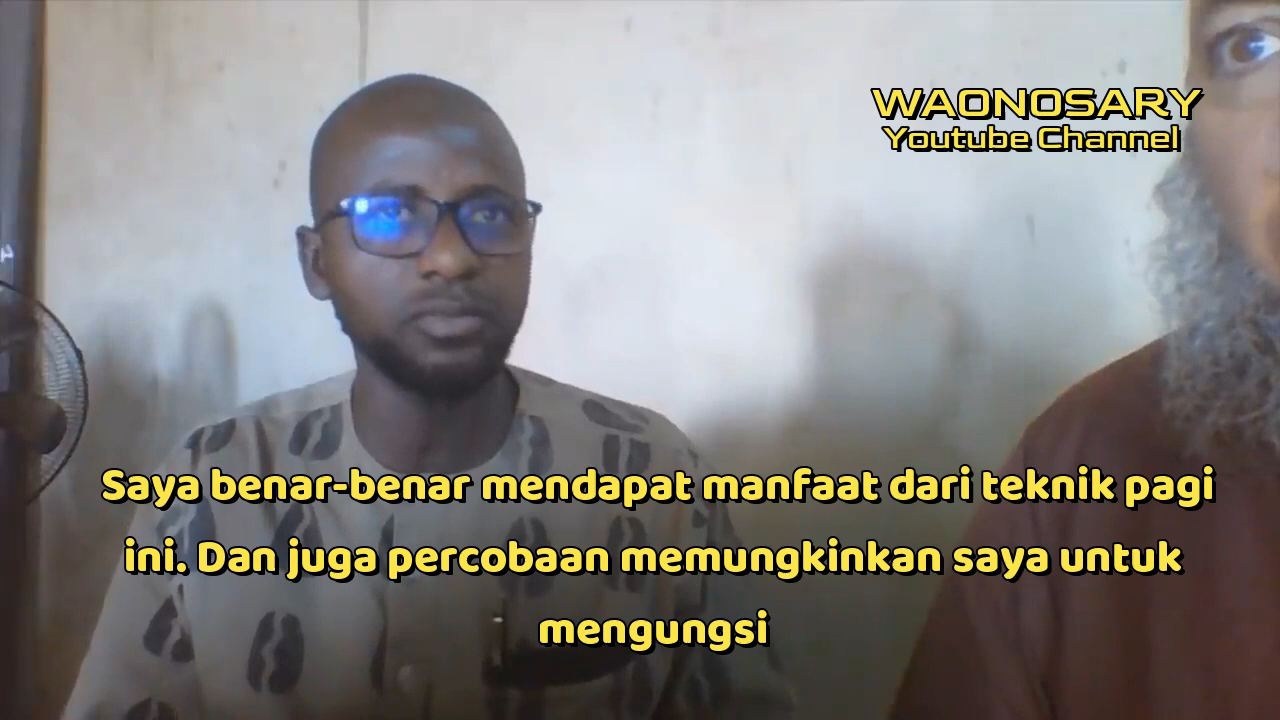 WAONOSARY
Youtube Channel
Saya benar-benar mendapat manfaat dari teknik pagi
ini. Dan juga percobaan memungkinkan saya untuk
mengungsi